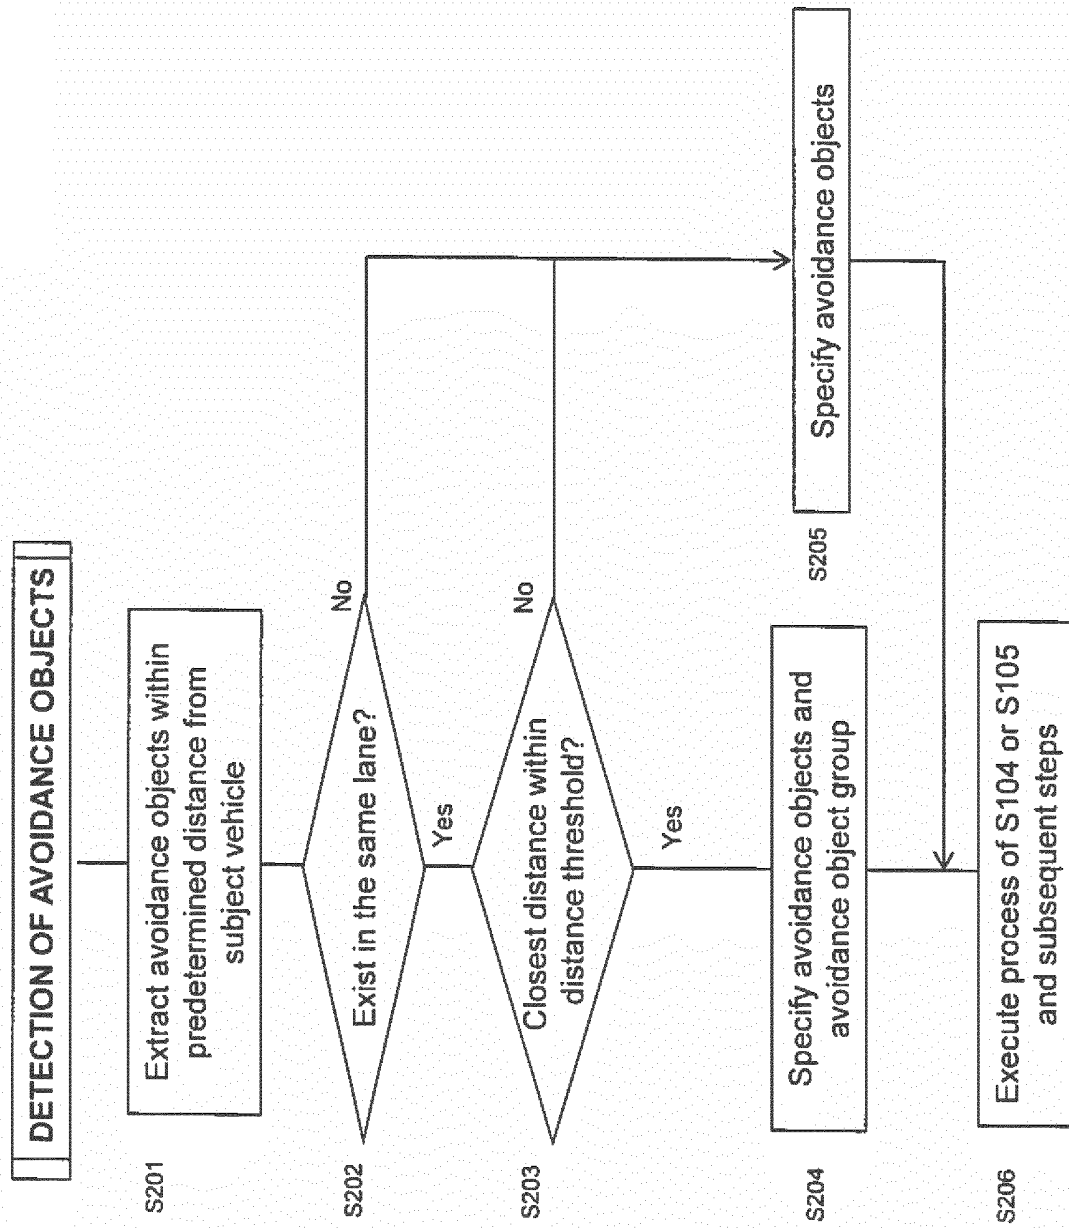 DETECTION OF AVOIDANCE OBJECTS
S201
Extract avoidance objects within
predetermined distance from
subject vehicle
S202
Exist in the same lane?
No
Yes
S203
Closest distance within
distance threshold?
No
Yes
S204
Specify avoidance objects and
avoidance object group
S205
Specify avoidance objects
S206
Execute process of S104 or S105
and subsequent steps